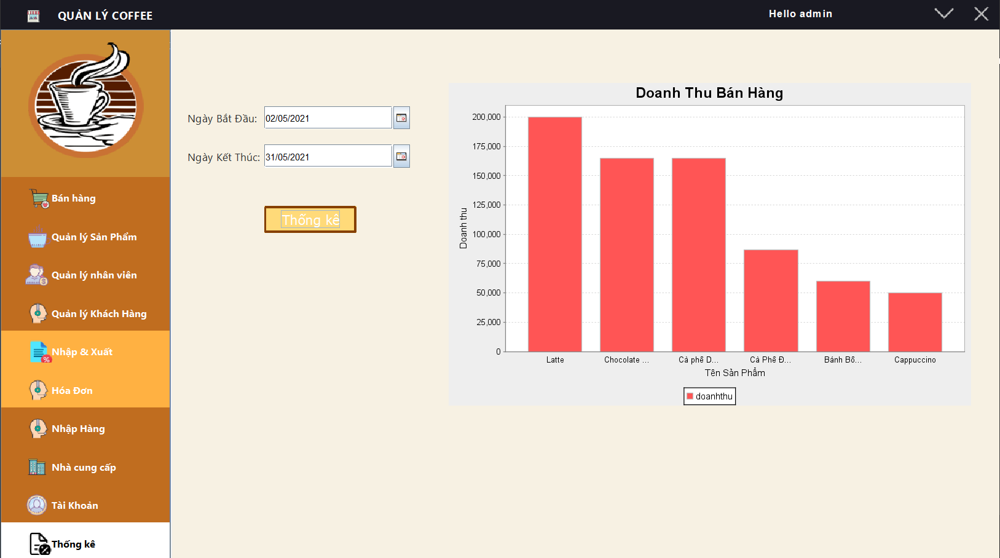 QUẢN LÝ COFFEE
Hello admin
Bán hàng
Quản lý Sản Phẩm
Quản lý nhân viên
Quản lý Khách Hàng
Nhập & Xuất
Hóa Đơn
Nhập Hàng
Nhà cung cấp
Tài Khoản
Thống kê
Ngày Bắt Đầu: 02/05/2021
Ngày Kết Thúc: 31/05/2021
Thống kê
Doanh Thu Bán Hàng
Doanh thu
200,000
175,000
150,000
125,000
100,000
75,000
50,000
25,000
0
Latte Chocolate ... Cà phê D... Cà Phê Đ... Bánh Bô... Cappuccino
Tên Sản Phẩm
doanhthu